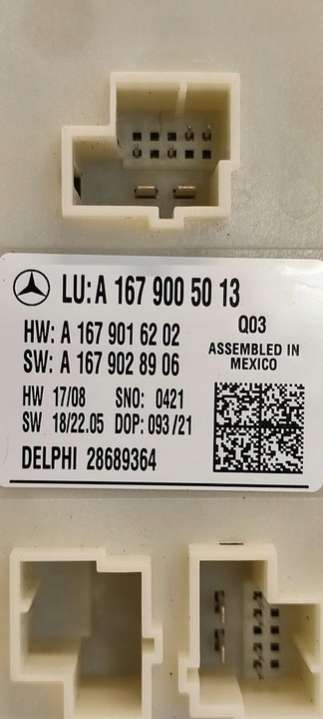 LU: A 167 900 50 13
HW: A 167 901 62 02
Q03
SW: A 167 902 89 06
ASSEMBLED IN
MEXICO
HW 17/08 SNO: 0421
SW 18/22.05 DOP: 093/21
DELPHI 28689364